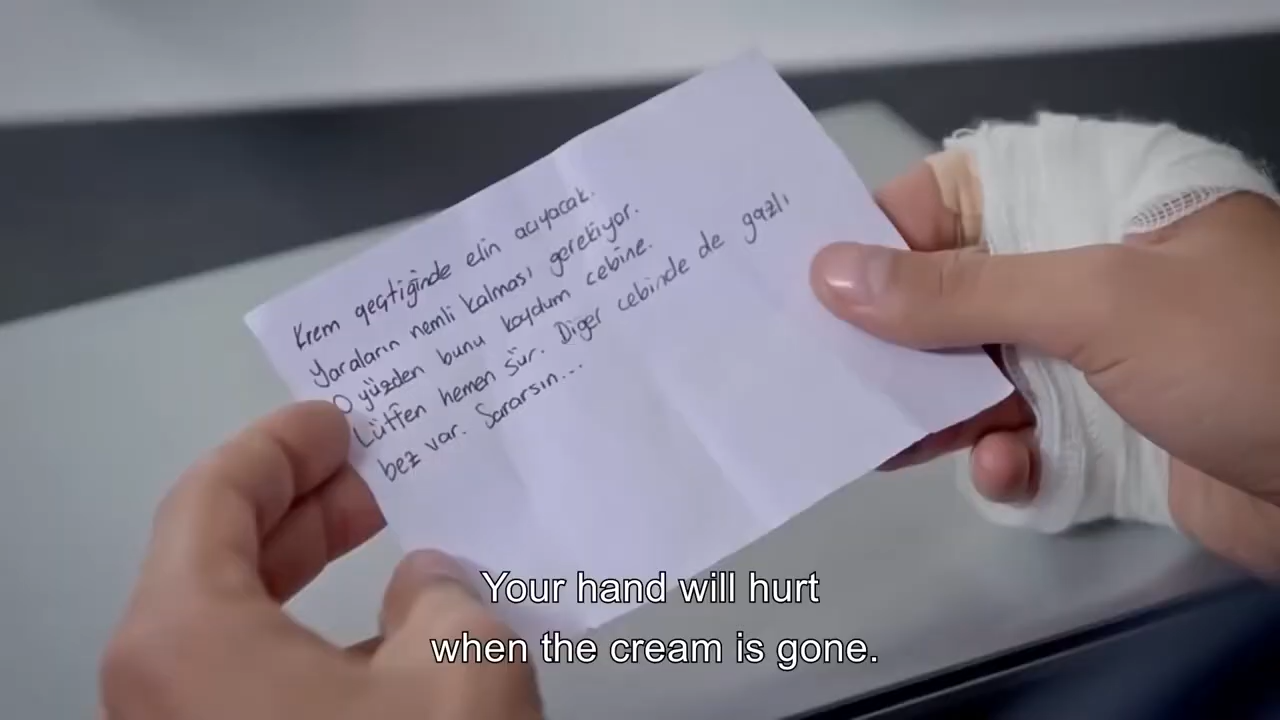 Krem geçtiğinde elin acıyacak.
Yaraların nemli kalması gerekiyor.
O yüzden bunu koydum cebine.
Lütfen hemen sür. Diğer cebinde de gazlı
bez var. Sararsın...
Your hand will hurt
when the cream is gone.